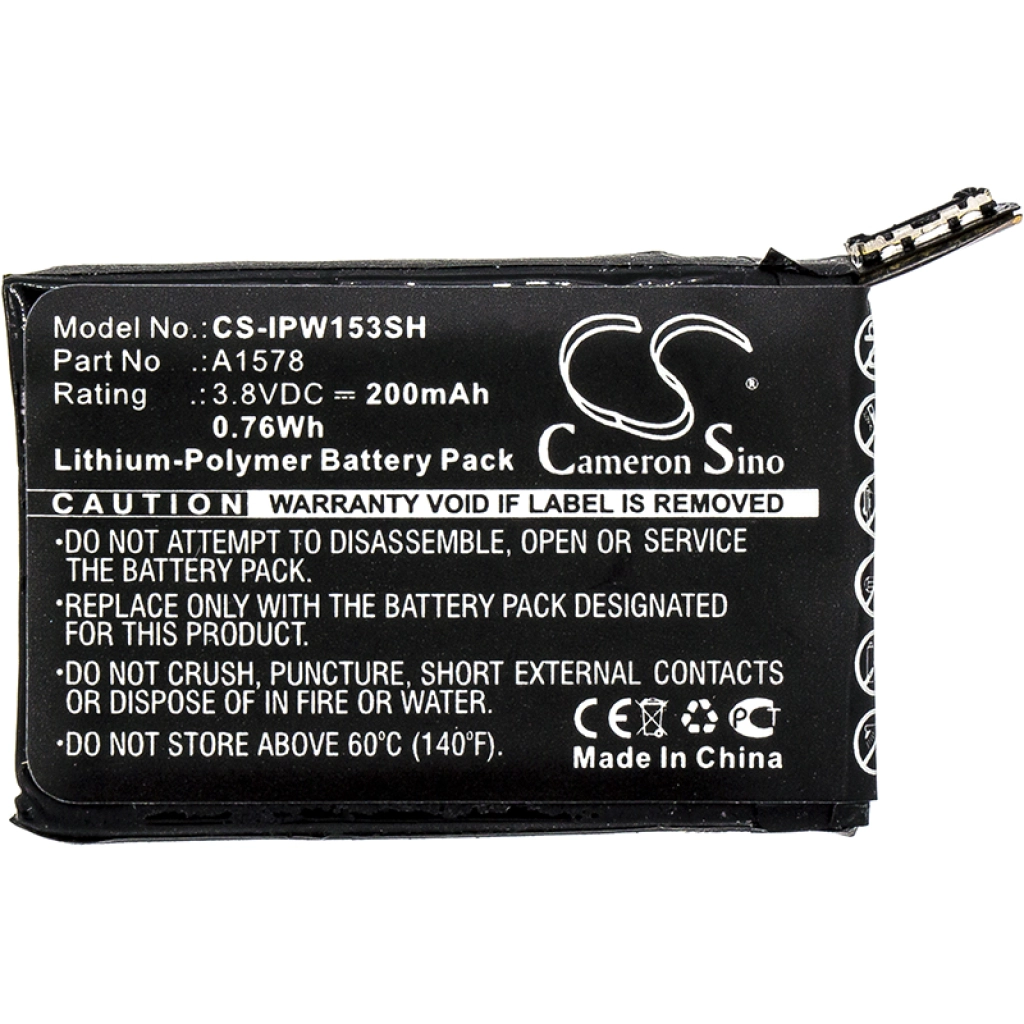 Model No.: CS-IPW153SH
Part No .: A1578
Rating .: 3.8VDC ⎓ 200mAh
0.76Wh
Lithium-Polymer Battery Pack
CS ®
Cameron Sino
CAUTION WARRANTY VOID IF LABEL IS REMOVED
·DO NOT ATTEMPT TO DISASSEMBLE, OPEN OR SERVICE
THE BATTERY PACK.
·REPLACE ONLY WITH THE BATTERY PACK DESIGNATED
FOR THIS PRODUCT.
·DO NOT CRUSH, PUNCTURE, SHORT EXTERNAL CONTACTS
OR DISPOSE OF IN FIRE OR WATER.
·DO NOT STORE ABOVE 60°C (140°F).
CE PCT
Made In China